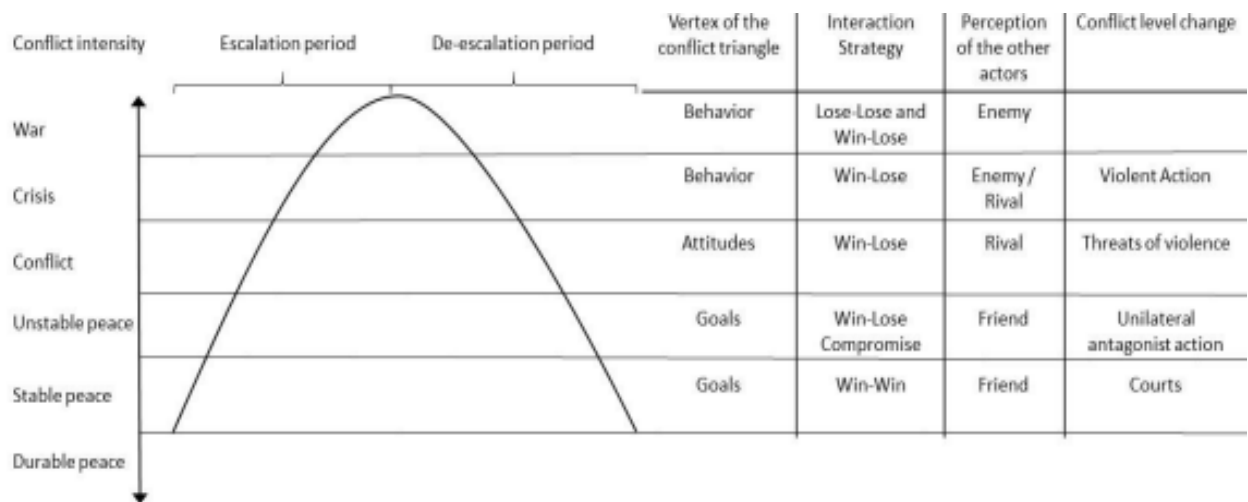 Conflict intensity
Escalation period
De-escalation period
Vertex of the
conflict triangle
Interaction
Strategy
Perception
of the other
actors
Conflict level change
War
Behavior
Lose-Lose and
Win-Lose
Enemy
Crisis
Behavior
Win-Lose
Enemy /
Rival
Violent Action
Conflict
Attitudes
Win-Lose
Rival
Threats of violence
Unstable peace
Goals
Win-Lose
Compromise
Friend
Unilateral
antagonist action
Stable peace
Goals
Win-Win
Friend
Courts
Durable peace